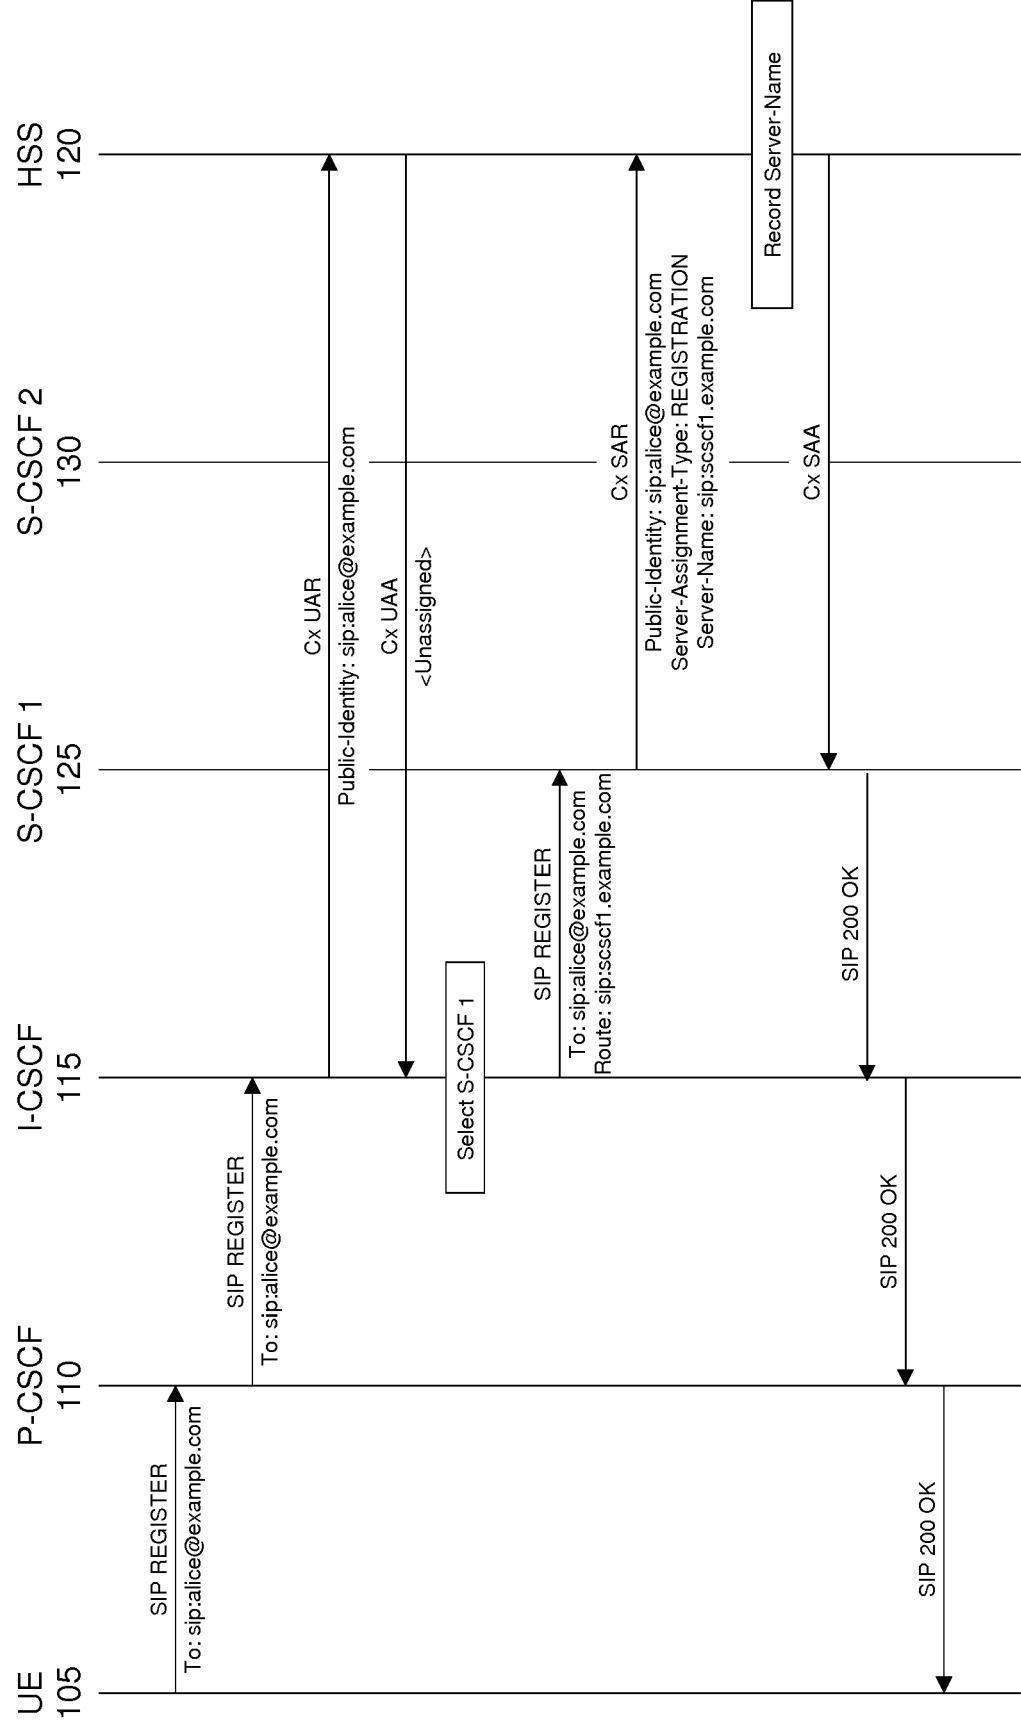 UE
105
P-CSCF
110
I-CSCF
115
S-CSCF 1
125
S-CSCF 2
130
HSS
120
SIP REGISTER
To: sip:alice@example.com
SIP REGISTER
To: sip:alice@example.com
Cx UAR
Public-Identity: sip:alice@example.com
Cx UAA
<Unassigned>
Select S-CSCF 1
SIP REGISTER
To: sip:alice@example.com
Route: sip:scscf1.example.com
Cx SAR
Public-Identity: sip:alice@example.com
Server-Assignment-Type: REGISTRATION
Server-Name: sip:scscf1.example.com
Record Server-Name
Cx SAA
SIP 200 OK
SIP 200 OK
SIP 200 OK